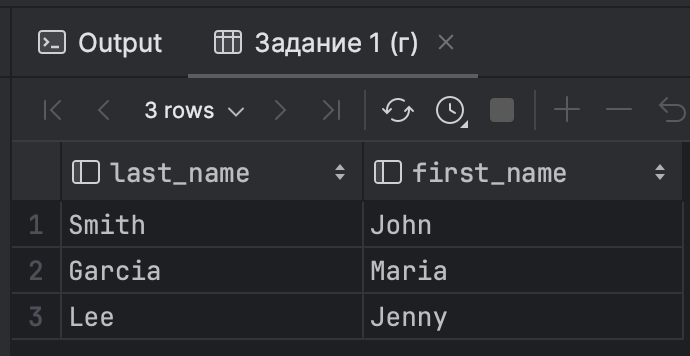 Output Задание 1 (г)
3 rows
last_name first_name
1 Smith John
2 Garcia Maria
3 Lee Jenny